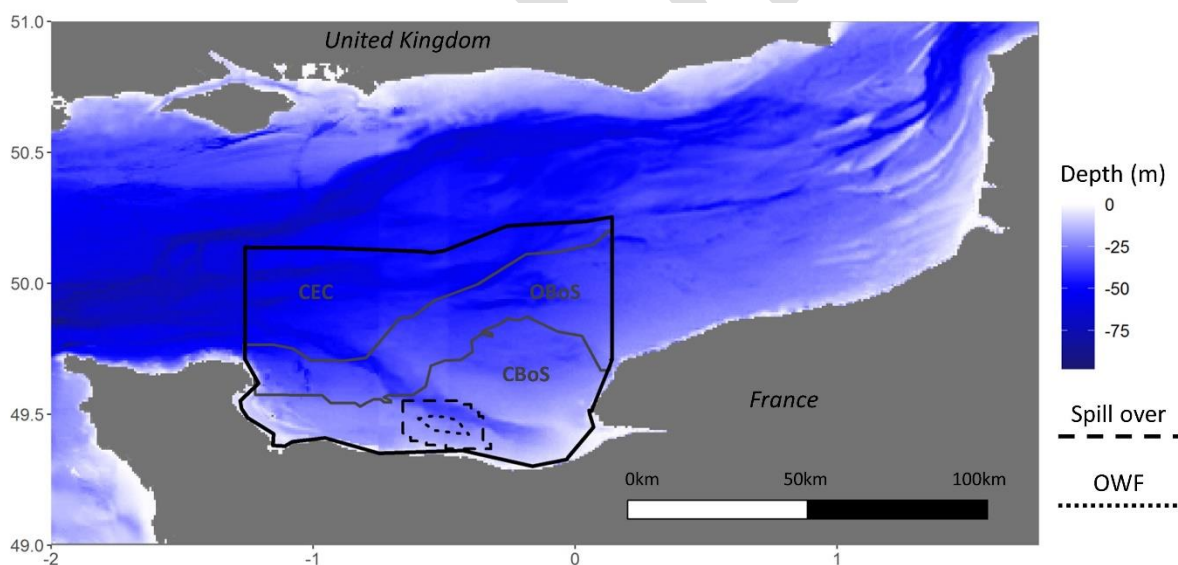 51.0
United Kingdom
50.5
Depth (m)
0
-25
-50
-75
50.0
CEC
OBoS
CBoS
49.5
France
Spill over
OWF
0km
50km
100km
49.0
-2
-1
0
1